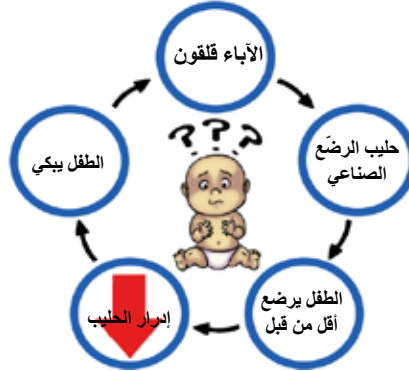 الآباء قلقون
حليب الرضّع
الصناعي
الطفل يرضع
أقل من قبل
إدرار الحليب
الطفل يبكي
???